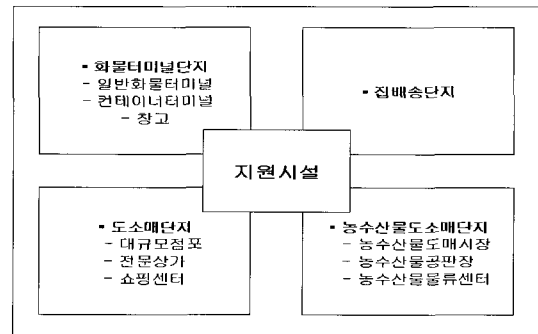 ▪ 화물터미널단지
- 일반화물터미널
- 컨테이너터미널
- 창고
▪ 집배송단지
지원시설
▪ 도소매단지
- 대규모점포
- 전문상가
- 쇼핑센터
▪ 농수산물도소매단지
- 농수산물도매시장
- 농수산물공판장
- 농수산물물류센터